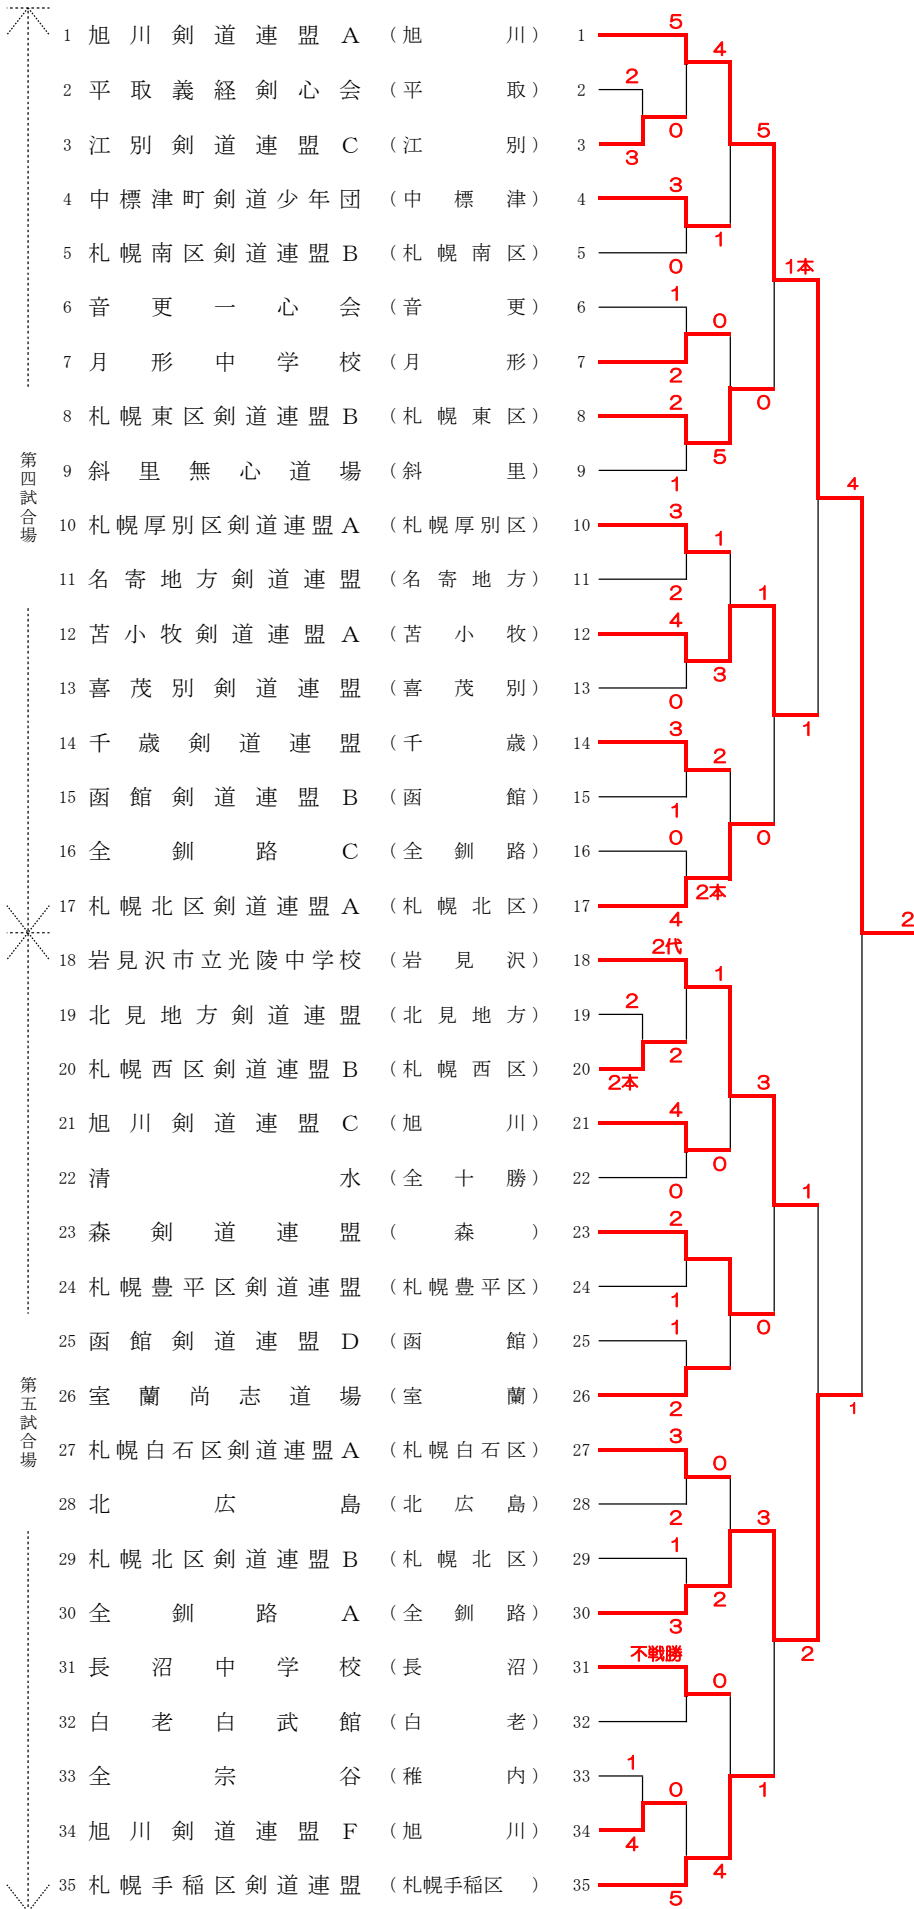 第四試合場
第五試合場
1 旭川剣道連盟A (旭川) 1
2 平取義経剣心会 (平取) 2
3 江別剣道連盟C (江別) 3
4 中標津町剣道少年団 (中標津) 4
5 札幌南区剣道連盟B (札幌南区) 5
6 音更一心会 (音更) 6
7 月形中学校 (月形) 7
8 札幌東区剣道連盟B (札幌東区) 8
9 斜里無心道場 (斜里) 9
10 札幌厚別区剣道連盟A (札幌厚別区) 10
11 名寄地方剣道連盟 (名寄地方) 11
12 苫小牧剣道連盟A (苫小牧) 12
13 喜茂別剣道連盟 (喜茂別) 13
14 千歳剣道連盟 (千歳) 14
15 函館剣道連盟B (函館) 15
16 全釧路C (全釧路) 16
17 札幌北区剣道連盟A (札幌北区) 17
18 岩見沢市立光陵中学校 (岩見沢) 18
19 北見地方剣道連盟 (北見地方) 19
20 札幌西区剣道連盟B (札幌西区) 20
21 旭川剣道連盟C (旭川) 21
22 清水 (全十勝) 22
23 森剣道連盟 (森) 23
24 札幌豊平区剣道連盟 (札幌豊平区) 24
25 函館剣道連盟D (函館) 25
26 室蘭尚志道場 (室蘭) 26
27 札幌白石区剣道連盟A (札幌白石区) 27
28 北広島 (北広島) 28
29 札幌北区剣道連盟B (札幌北区) 29
30 全釧路A (全釧路) 30
31 長沼中学校 (長沼) 31
32 白老白武館 (白老) 32
33 全宗谷 (稚内) 33
34 旭川剣道連盟F (旭川) 34
35 札幌手稲区剣道連盟 (札幌手稲区) 35
2
3
2
2本
1
4
5
0
3
0
1
2
2
1
3
2
4
0
3
1
0
4
2代
2
4
0
2
1
1
2
3
2
1
3
不戦勝
0
5
4
1
0
5
1
3
2
2本
1
0
0
2
0
4
5
0
1
0
3
0
3
1
1本
1
1
2
4
1
2